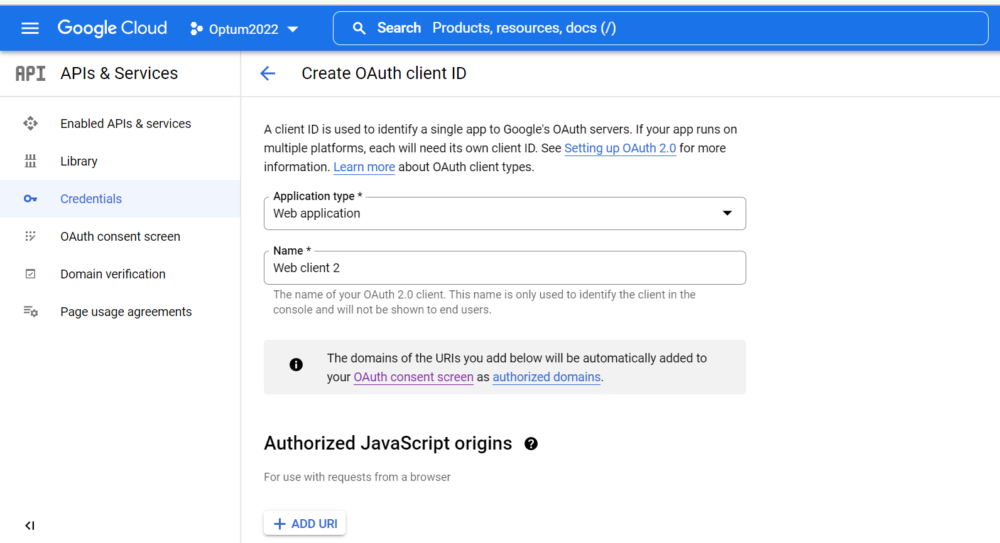 Google Cloud
Optum2022
Search Products, resources, docs (/)
API APIs & Services
Enabled APIs & services
Library
Credentials
OAuth consent screen
Domain verification
Page usage agreements
Create OAuth client ID
A client ID is used to identify a single app to Google's OAuth servers. If your app runs on
multiple platforms, each will need its own client ID. See Setting up OAuth 2.0 for more
information. Learn more about OAuth client types.
Application type *
Web application
Name *
Web client 2
The name of your OAuth 2.0 client. This name is only used to identify the client in the
console and will not be shown to end users.
The domains of the URIs you add below will be automatically added to
your OAuth consent screen as authorized domains.
Authorized JavaScript origins
For use with requests from a browser
ADD URI